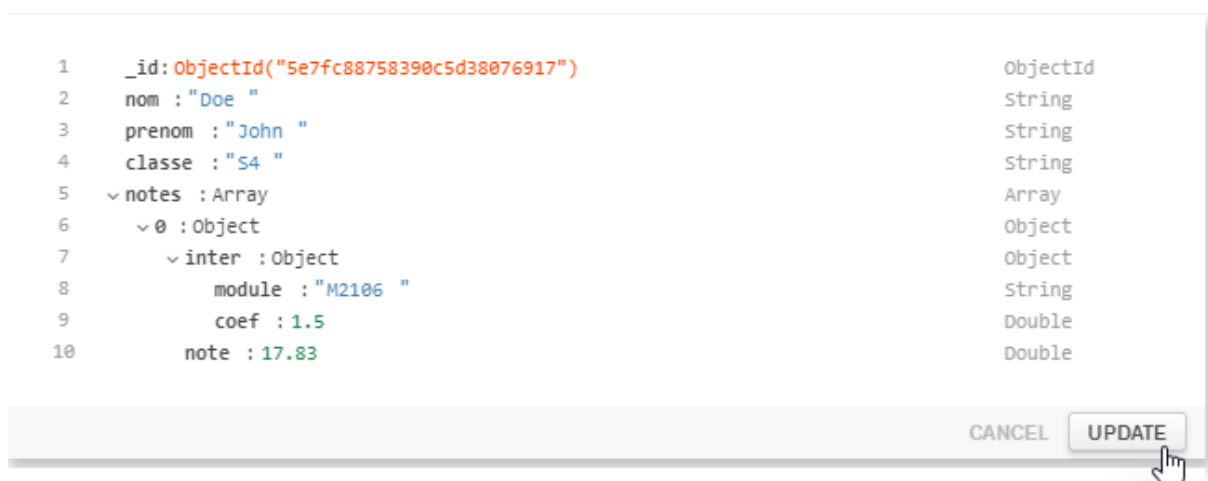 1 _id: ObjectId("5e7fc88758390c5d38076917") ObjectId
2 nom : "Doe " String
3 prenom : "John " String
4 classe : "S4 " String
5 notes : Array Array
6 0 : Object Object
7 inter : Object Object
8 module : "M2106 " String
9 coef : 1.5 Double
10 note : 17.83 Double
CANCEL UPDATE